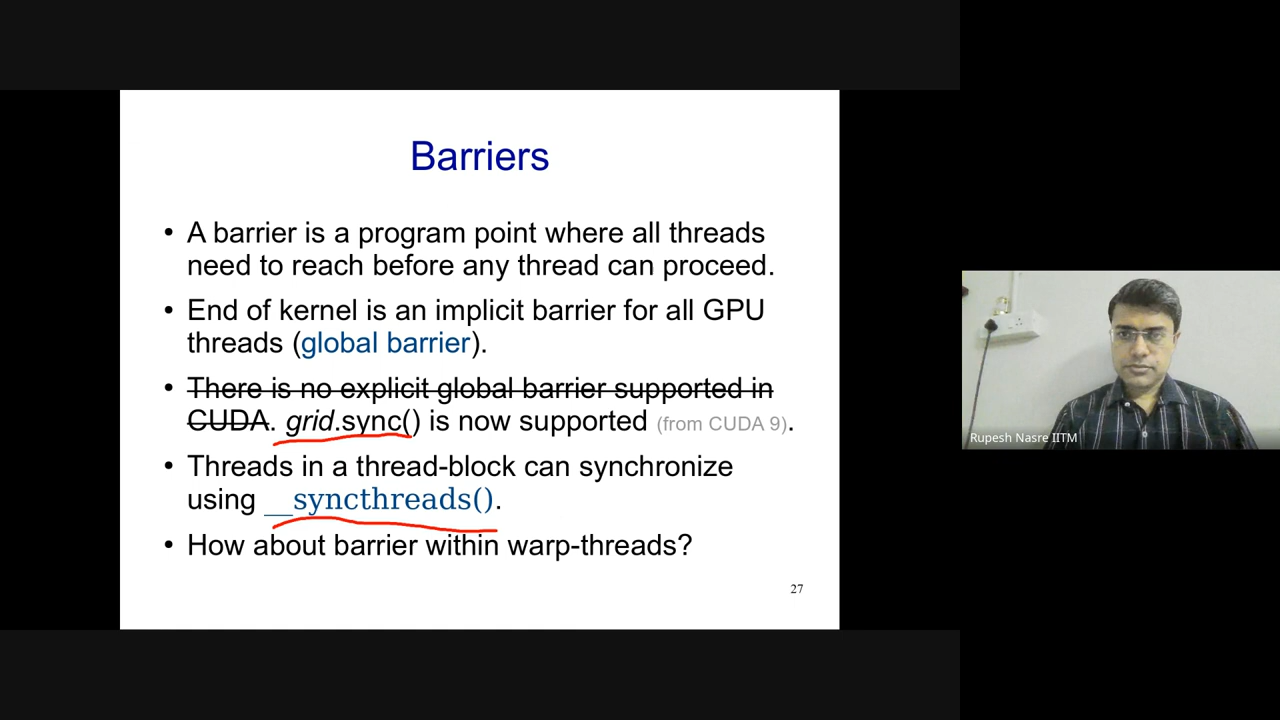 Barriers
• A barrier is a program point where all threads
need to reach before any thread can proceed.
• End of kernel is an implicit barrier for all GPU
threads (global barrier).
• There is no explicit global barrier supported in
CUDA. grid.sync() is now supported (from CUDA 9).
• Threads in a thread-block can synchronize
using __syncthreads().
• How about barrier within warp-threads?
27
Rupesh Nasre IITM